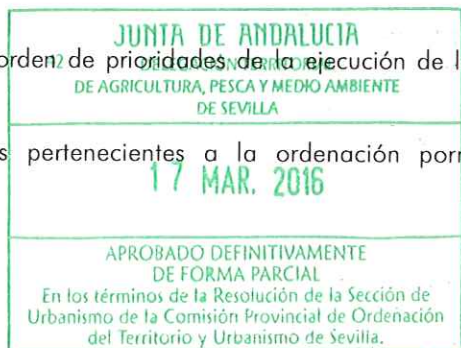 JUNTA DE ANDALUCIA
orden de prioridades de la ejecución de l
DE AGRICULTURA, PESCA Y MEDIO AMBIENTE
DE SEVILLA
s pertenecientes a la ordenación porr
17 MAR. 2016
APROBADO DEFINITIVAMENTE
DE FORMA PARCIAL
En los términos de la Resolución de la Sección de
Urbanismo de la Comisión Provincial de Ordenación
del Territorio y Urbanismo de Sevilla.